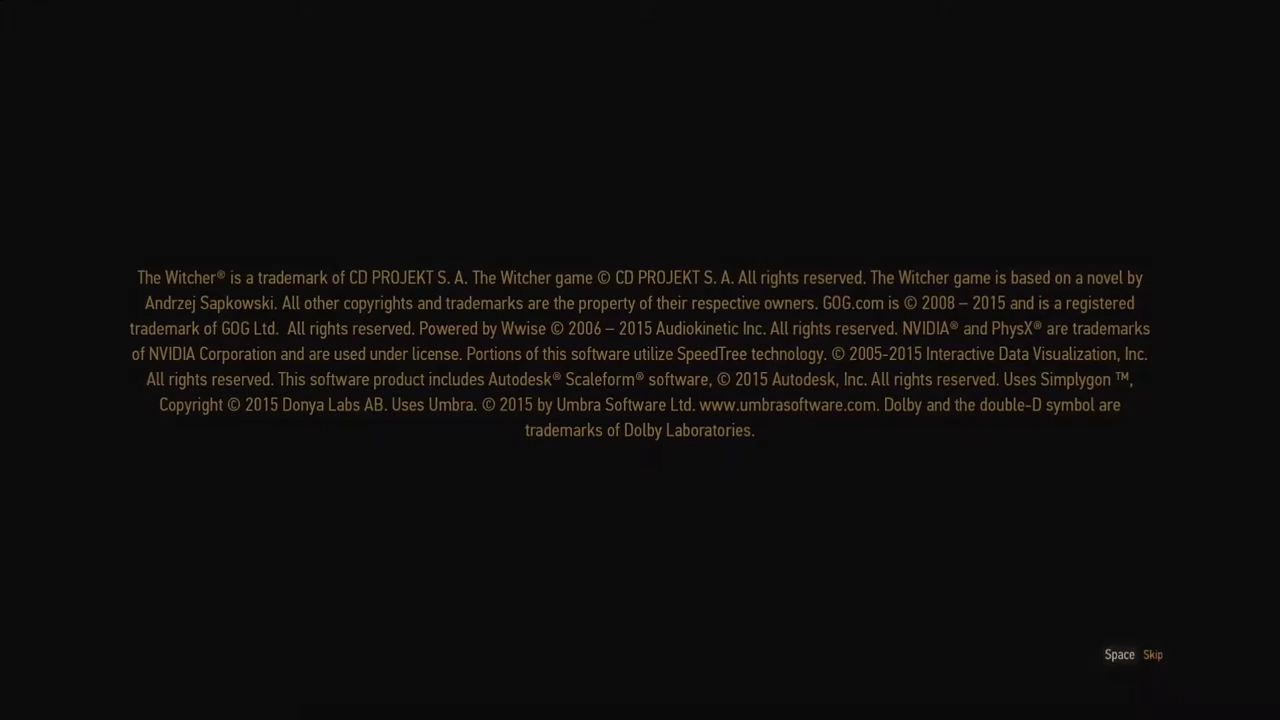 The Witcher® is a trademark of CD PROJEKT S. A. The Witcher game © CD PROJEKT S. A. All rights reserved. The Witcher game is based on a novel by
Andrzej Sapkowski. All other copyrights and trademarks are the property of their respective owners. GOG.com is © 2008 – 2015 and is a registered
trademark of GOG Ltd.  All rights reserved. Powered by Wwise © 2006 – 2015 Audiokinetic Inc. All rights reserved. NVIDIA® and PhysX® are trademarks
of NVIDIA Corporation and are used under license. Portions of this software utilize SpeedTree technology. © 2005-2015 Interactive Data Visualization, Inc.
All rights reserved. This software product includes Autodesk® Scaleform® software, © 2015 Autodesk, Inc. All rights reserved. Uses Simplygon ™,
Copyright © 2015 Donya Labs AB. Uses Umbra. © 2015 by Umbra Software Ltd. www.umbrasoftware.com. Dolby and the double-D symbol are
trademarks of Dolby Laboratories.
Space Skip